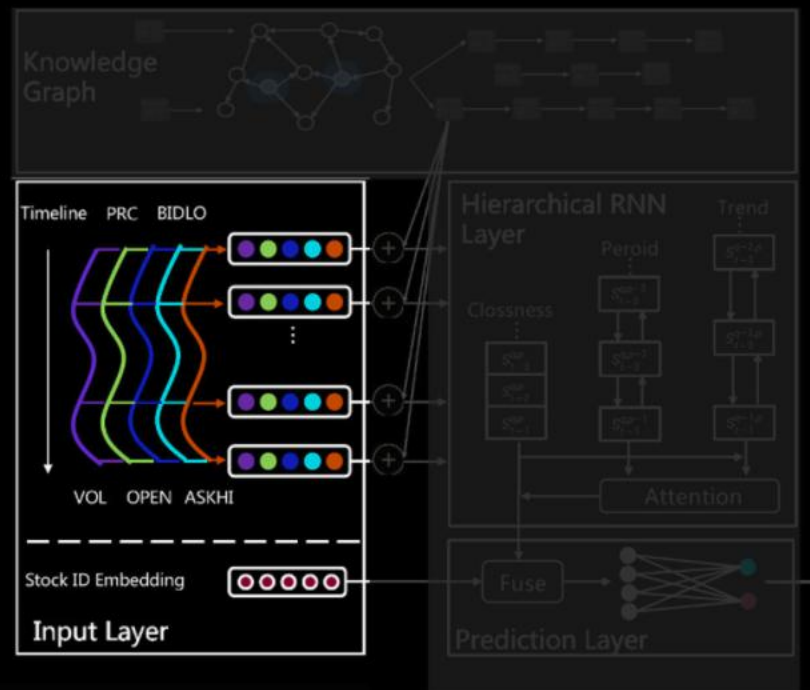 Knowledge
Graph
Timeline PRC BIDLO
VOL OPEN ASKHI
Stock ID Embedding
Input Layer
Hierarchical RNN
Layer
Trend
Peroid
Clossness
Attention
Fuse
Prediction Layer